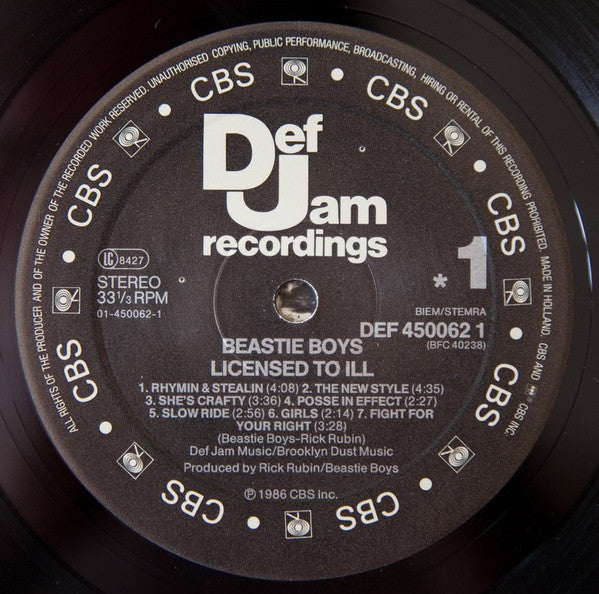 ALL RIGHTS OF THE PRODUCER AND OF THE OWNER OF THE RECORDED WORK RESERVED. UNAUTHORISED COPYING, PUBLIC PERFORMANCE, BROADCASTING, HIRING OR RENTAL OF THIS RECORDING PROHIBITED. MADE IN HOLLAND. CBS AND ARE CBS INC.
CBS
CBS
CBS
CBS
CBS
CBS
CBS
CBS
CBS
CBS
Def
Jam
recordings
LC 8427
STEREO
33⅓ RPM
01-450062-1
* 1
BIEM/STEMRA
DEF 450062 1
(BFC 40238)
BEASTIE BOYS
LICENSED TO ILL
1. RHYMIN & STEALIN (4:08) 2. THE NEW STYLE (4:35)
3. SHE'S CRAFTY (3:36) 4. POSSE IN EFFECT (2:27)
5. SLOW RIDE (2:56) 6. GIRLS (2:14) 7. FIGHT FOR
YOUR RIGHT (3:28)
(Beastie Boys-Rick Rubin)
Def Jam Music/Brooklyn Dust Music
Produced by Rick Rubin/Beastie Boys
℗ 1986 CBS Inc.